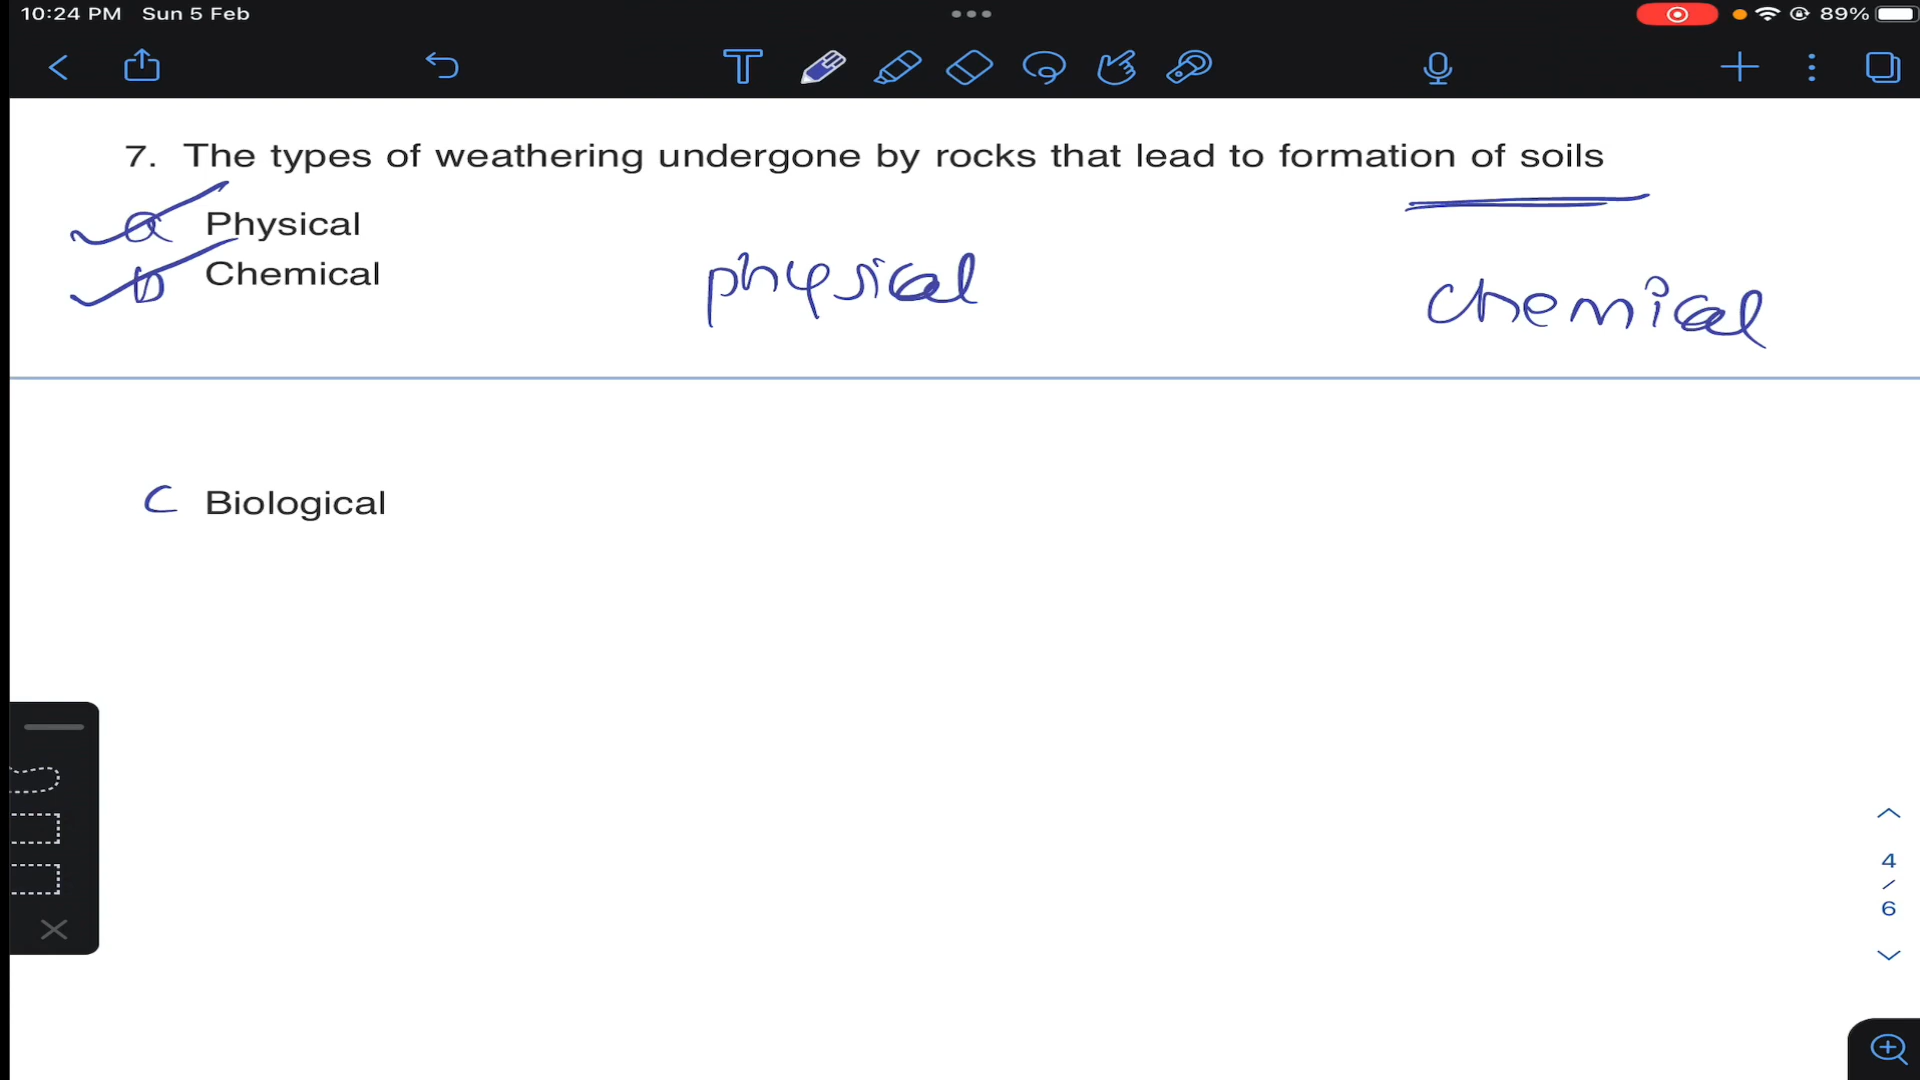 10:24 PM Sun 5 Feb
89%
7. The types of weathering undergone by rocks that lead to formation of soils
a Physical
b Chemical
physical
chemical
C Biological
4
/
6